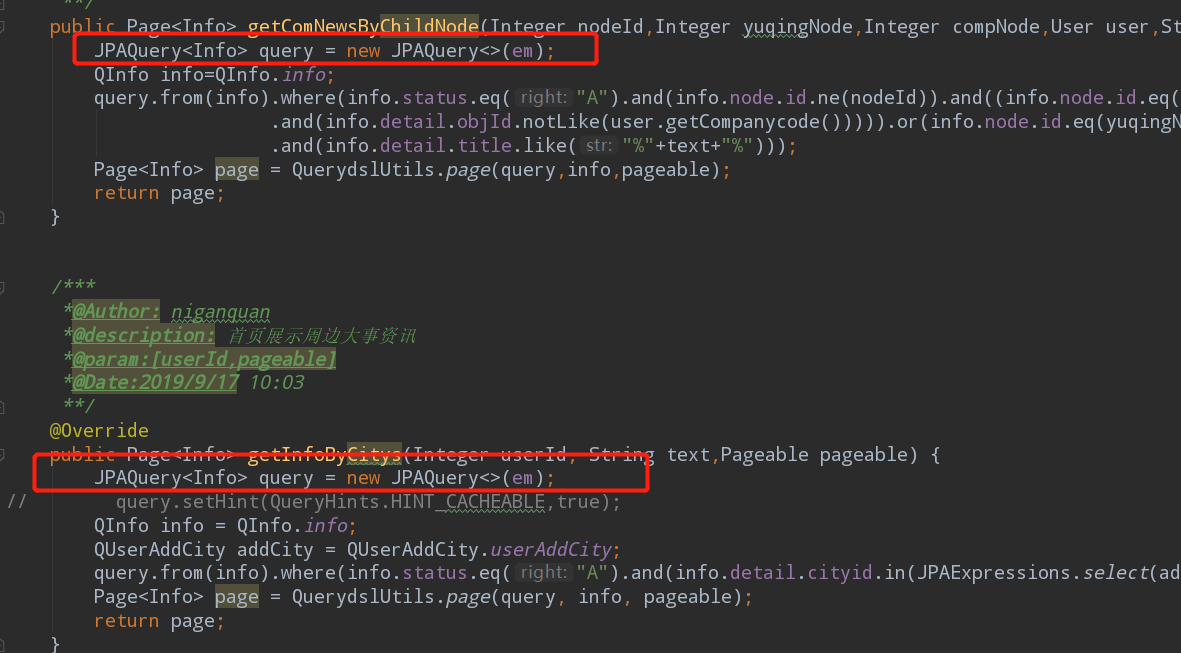 **/
public Page<Info> getComNewsByChildNode(Integer nodeId,Integer yuqingNode,Integer compNode,User user,St
JPAQuery<Info> query = new JPAQuery<>(em);
QInfo info=QInfo.info;
query.from(info).where(info.status.eq( right: "A").and(info.node.id.ne(nodeId)).and((info.node.id.eq(
.and(info.detail.objId.notLike(user.getCompanycode())))).or(info.node.id.eq(yuqingN
.and(info.detail.title.like( str: "%"+text+"%")));
Page<Info> page = QuerydslUtils.page(query,info,pageable);
return page;
}
/***
*@Author: niganquan
*@description: 首页展示周边大事资讯
*@param:[userId,pageable]
*@Date:2019/9/17 10:03
**/
@Override
public Page<Info> getInfoByCitys(Integer userId, String text,Pageable pageable) {
JPAQuery<Info> query = new JPAQuery<>(em);
// query.setHint(QueryHints.HINT_CACHEABLE,true);
QInfo info = QInfo.info;
QUserAddCity addCity = QUserAddCity.userAddCity;
query.from(info).where(info.status.eq( right: "A").and(info.detail.cityid.in(JPAExpressions.select(ad
Page<Info> page = QuerydslUtils.page(query, info, pageable);
return page;
}